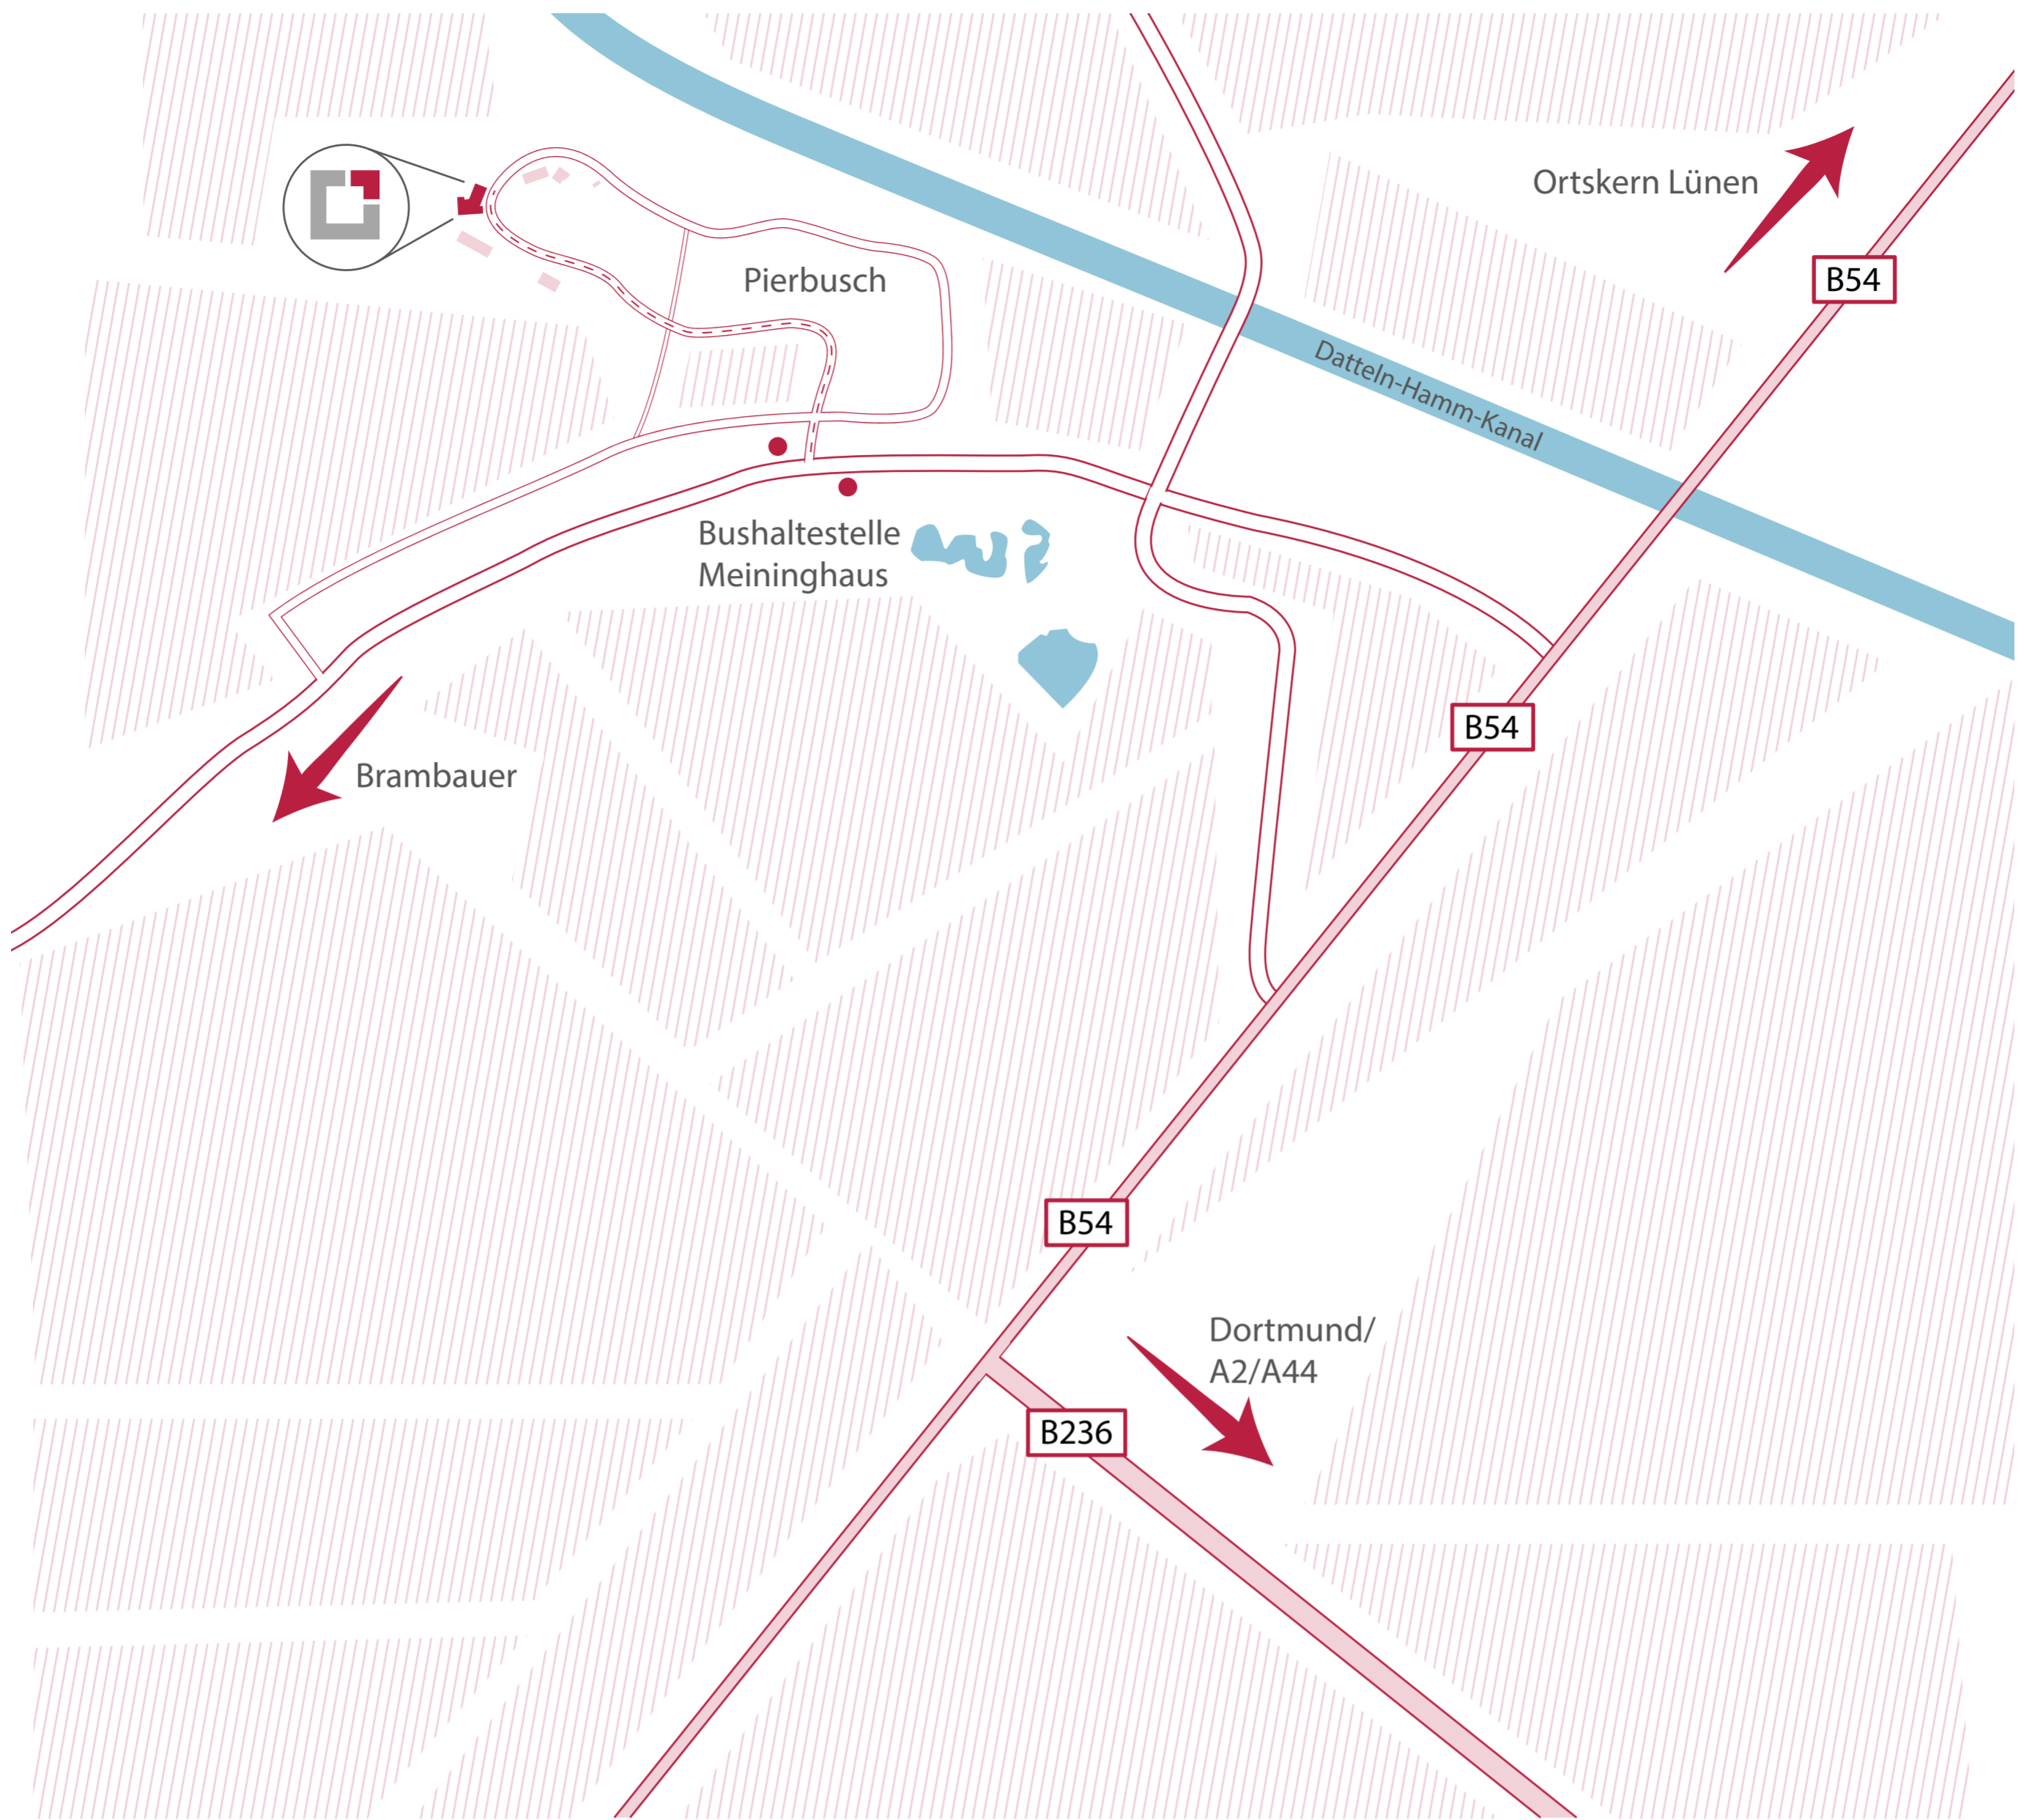 Ortskern Lünen
B54
Pierbusch
Datteln-Hamm-Kanal
Bushaltestelle
Meininghaus
B54
Brambauer
B54
Dortmund/
A2/A44
B236